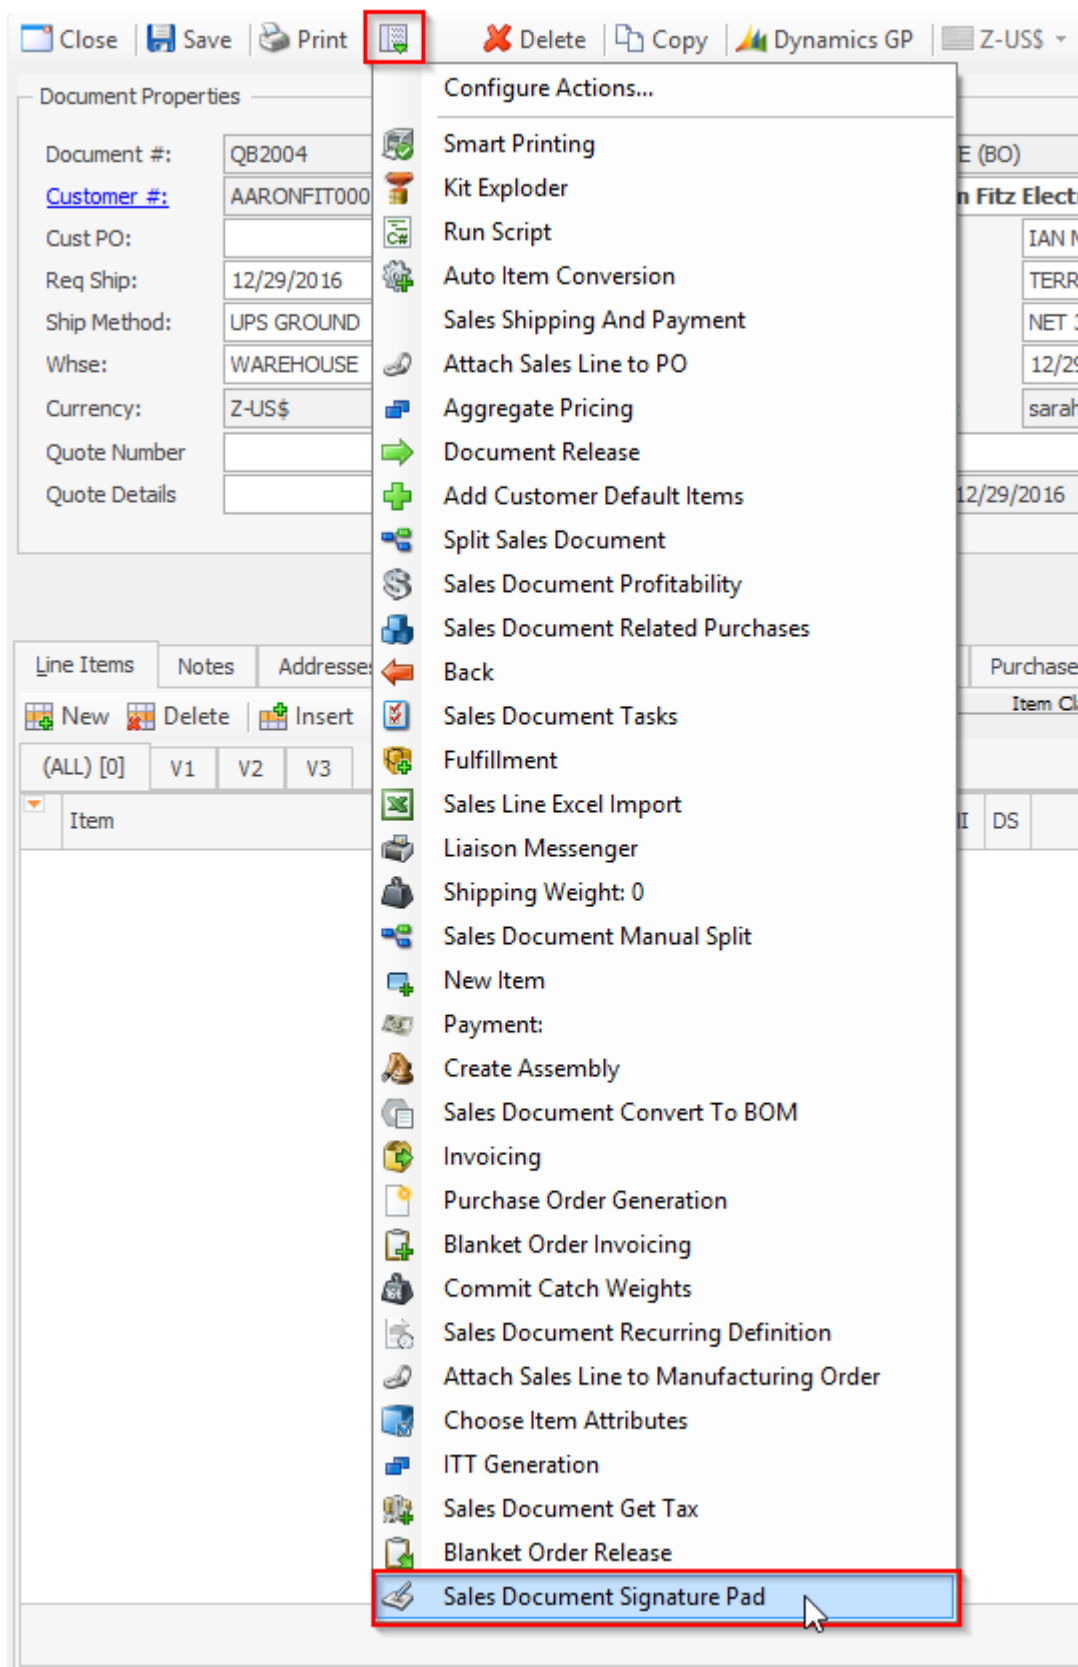 Close Save Print Delete Copy Dynamics GP Z-US$
Configure Actions...
Document Properties
Document #: QB2004 (BO)
Customer #: AARONFIT000 Fitz
Cust PO: IAN
Req Ship: 12/29/2016
Ship Method: UPS GROUND NET
Whse: WAREHOUSE
Currency: Z-US$ sarah
Quote Number
Quote Details 12/29/2016
Smart Printing
Kit Exploder
Run Script
C#
Auto Item Conversion
Sales Shipping And Payment
Attach Sales Line to PO
Aggregate Pricing
Document Release
Add Customer Default Items
Split Sales Document
Sales Document Profitability
Sales Document Related Purchases
Back
Sales Document Tasks
Fulfillment
Sales Line Excel Import
Liaison Messenger
Shipping Weight: 0
Sales Document Manual Split
New Item
Payment:
Create Assembly
Sales Document Convert To BOM
Invoicing
Purchase Order Generation
Blanket Order Invoicing
Commit Catch Weights
Sales Document Recurring Definition
Attach Sales Line to Manufacturing Order
Choose Item Attributes
ITT Generation
Sales Document Get Tax
Blanket Order Release
Sales Document Signature Pad
Line Items Notes Addresses Purchase
New Delete Insert Item
(ALL) [0] V1 V2 V3
Item DS